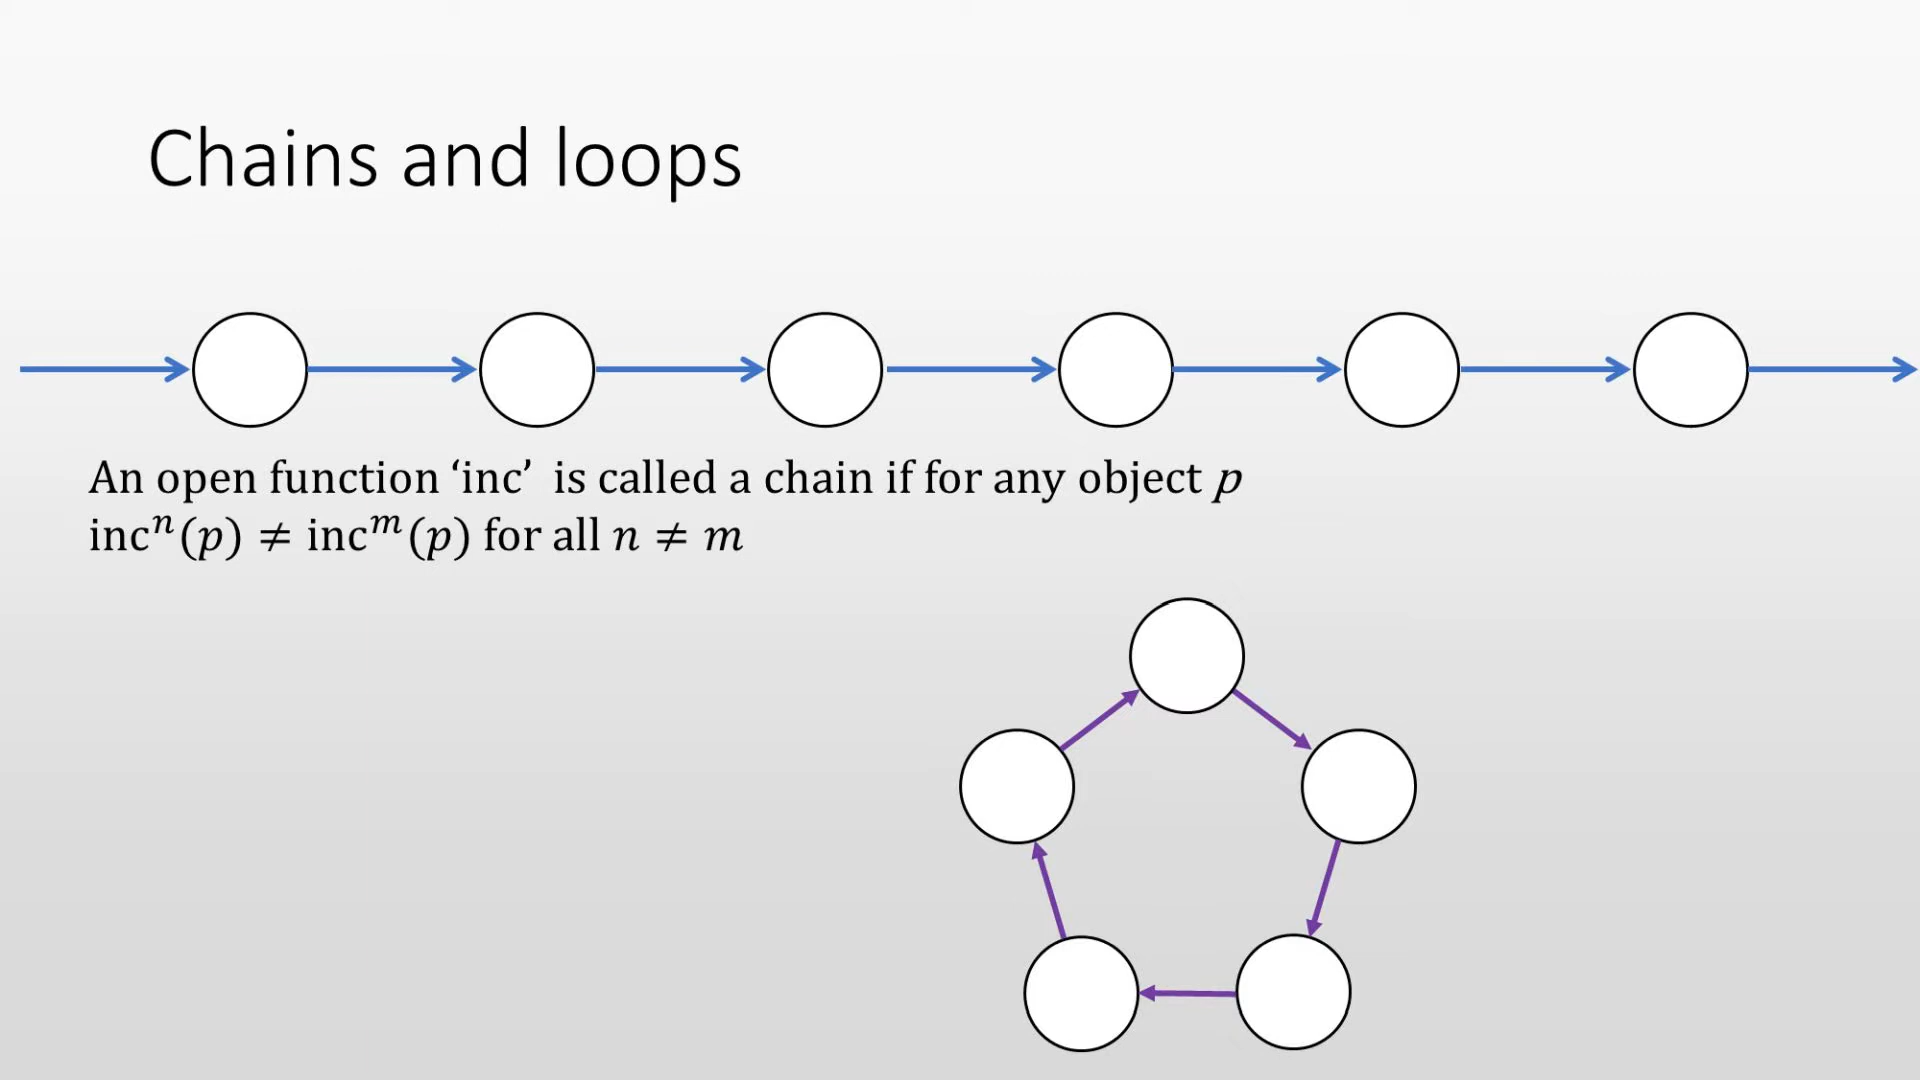 Chains and loops
An open function ‘inc’ is called a chain if for any object p
incⁿ(p) ≠ incᵐ(p) for all n ≠ m